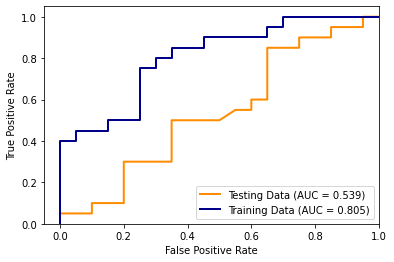 1.0
0.8
0.6
0.4
0.2
0.0
True Positive Rate
Testing Data (AUC = 0.539)
Training Data (AUC = 0.805)
0.0 0.2 0.4 0.6 0.8 1.0
False Positive Rate